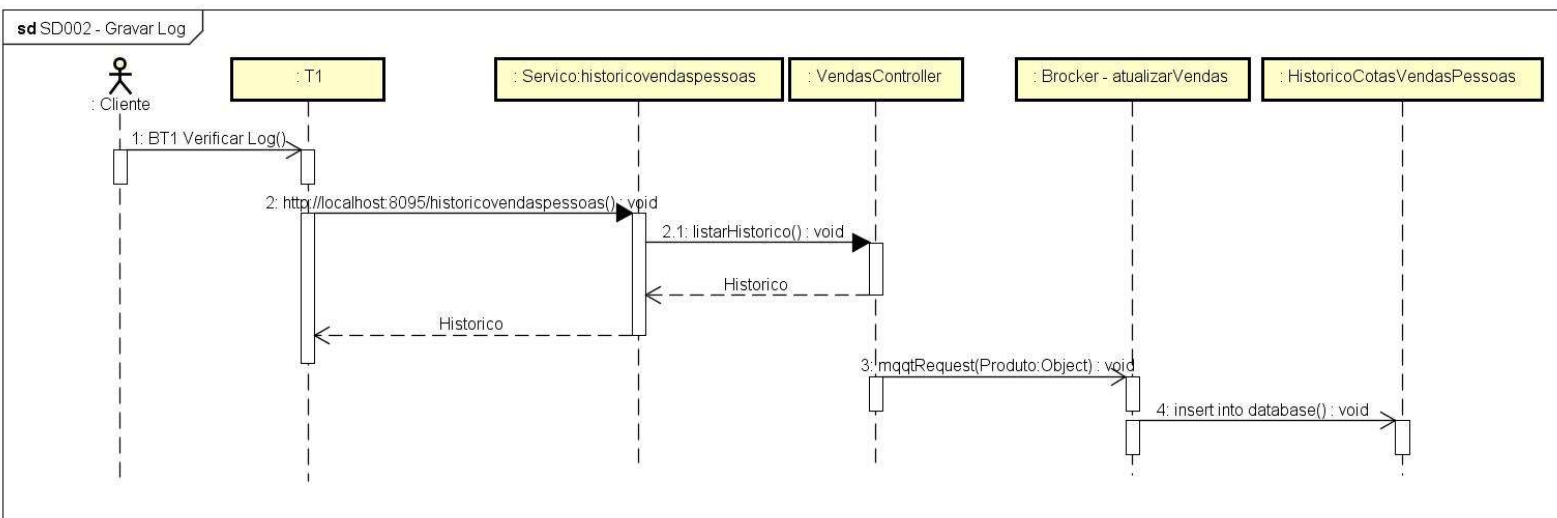 sd SD002 - Gravar Log
: Cliente
: T1
: Servico:historicovendaspessoas
: VendasController
: Brocker - atualizarVendas
: HistoricoCotasVendasPessoas
1: BT1 Verificar Log()
2: http://localhost:8095/historicovendaspessoas() : void
2.1: listarHistorico() : void
Historico
Historico
3: mqqtRequest(Produto:Object) : void
4: insert into database() : void